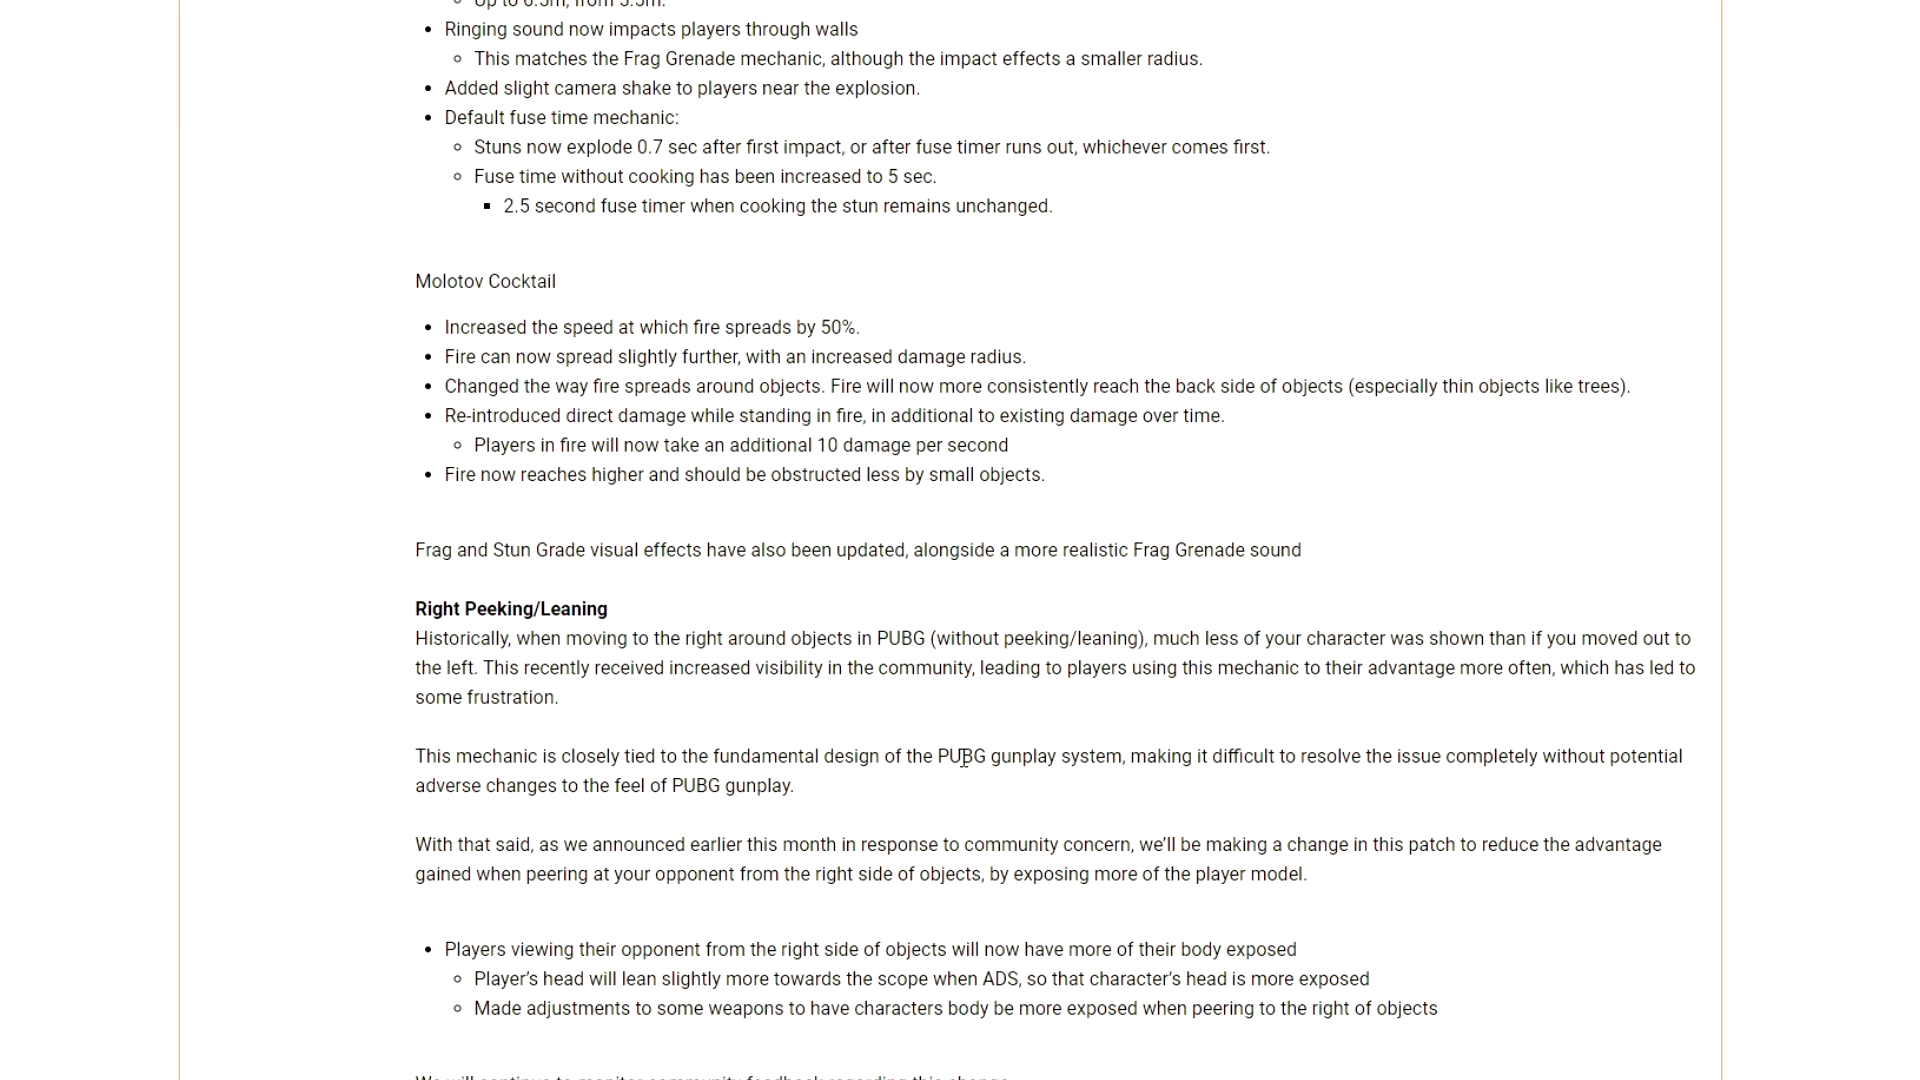 Up to 6.5m, from 5.5m.
Ringing sound now impacts players through walls
This matches the Frag Grenade mechanic, although the impact effects a smaller radius.
Added slight camera shake to players near the explosion.
Default fuse time mechanic:
Stuns now explode 0.7 sec after first impact, or after fuse timer runs out, whichever comes first.
Fuse time without cooking has been increased to 5 sec.
2.5 second fuse timer when cooking the stun remains unchanged.
Molotov Cocktail
Increased the speed at which fire spreads by 50%.
Fire can now spread slightly further, with an increased damage radius.
Changed the way fire spreads around objects. Fire will now more consistently reach the back side of objects (especially thin objects like trees).
Re-introduced direct damage while standing in fire, in additional to existing damage over time.
Players in fire will now take an additional 10 damage per second
Fire now reaches higher and should be obstructed less by small objects.
Frag and Stun Grade visual effects have also been updated, alongside a more realistic Frag Grenade sound
Right Peeking/Leaning
Historically, when moving to the right around objects in PUBG (without peeking/leaning), much less of your character was shown than if you moved out to
the left. This recently received increased visibility in the community, leading to players using this mechanic to their advantage more often, which has led to
some frustration.
This mechanic is closely tied to the fundamental design of the PUBG gunplay system, making it difficult to resolve the issue completely without potential
adverse changes to the feel of PUBG gunplay.
With that said, as we announced earlier this month in response to community concern, we'll be making a change in this patch to reduce the advantage
gained when peering at your opponent from the right side of objects, by exposing more of the player model.
Players viewing their opponent from the right side of objects will now have more of their body exposed
Player's head will lean slightly more towards the scope when ADS, so that character's head is more exposed
Made adjustments to some weapons to have characters body be more exposed when peering to the right of objects
We will continue to monitor community feedback regarding this change